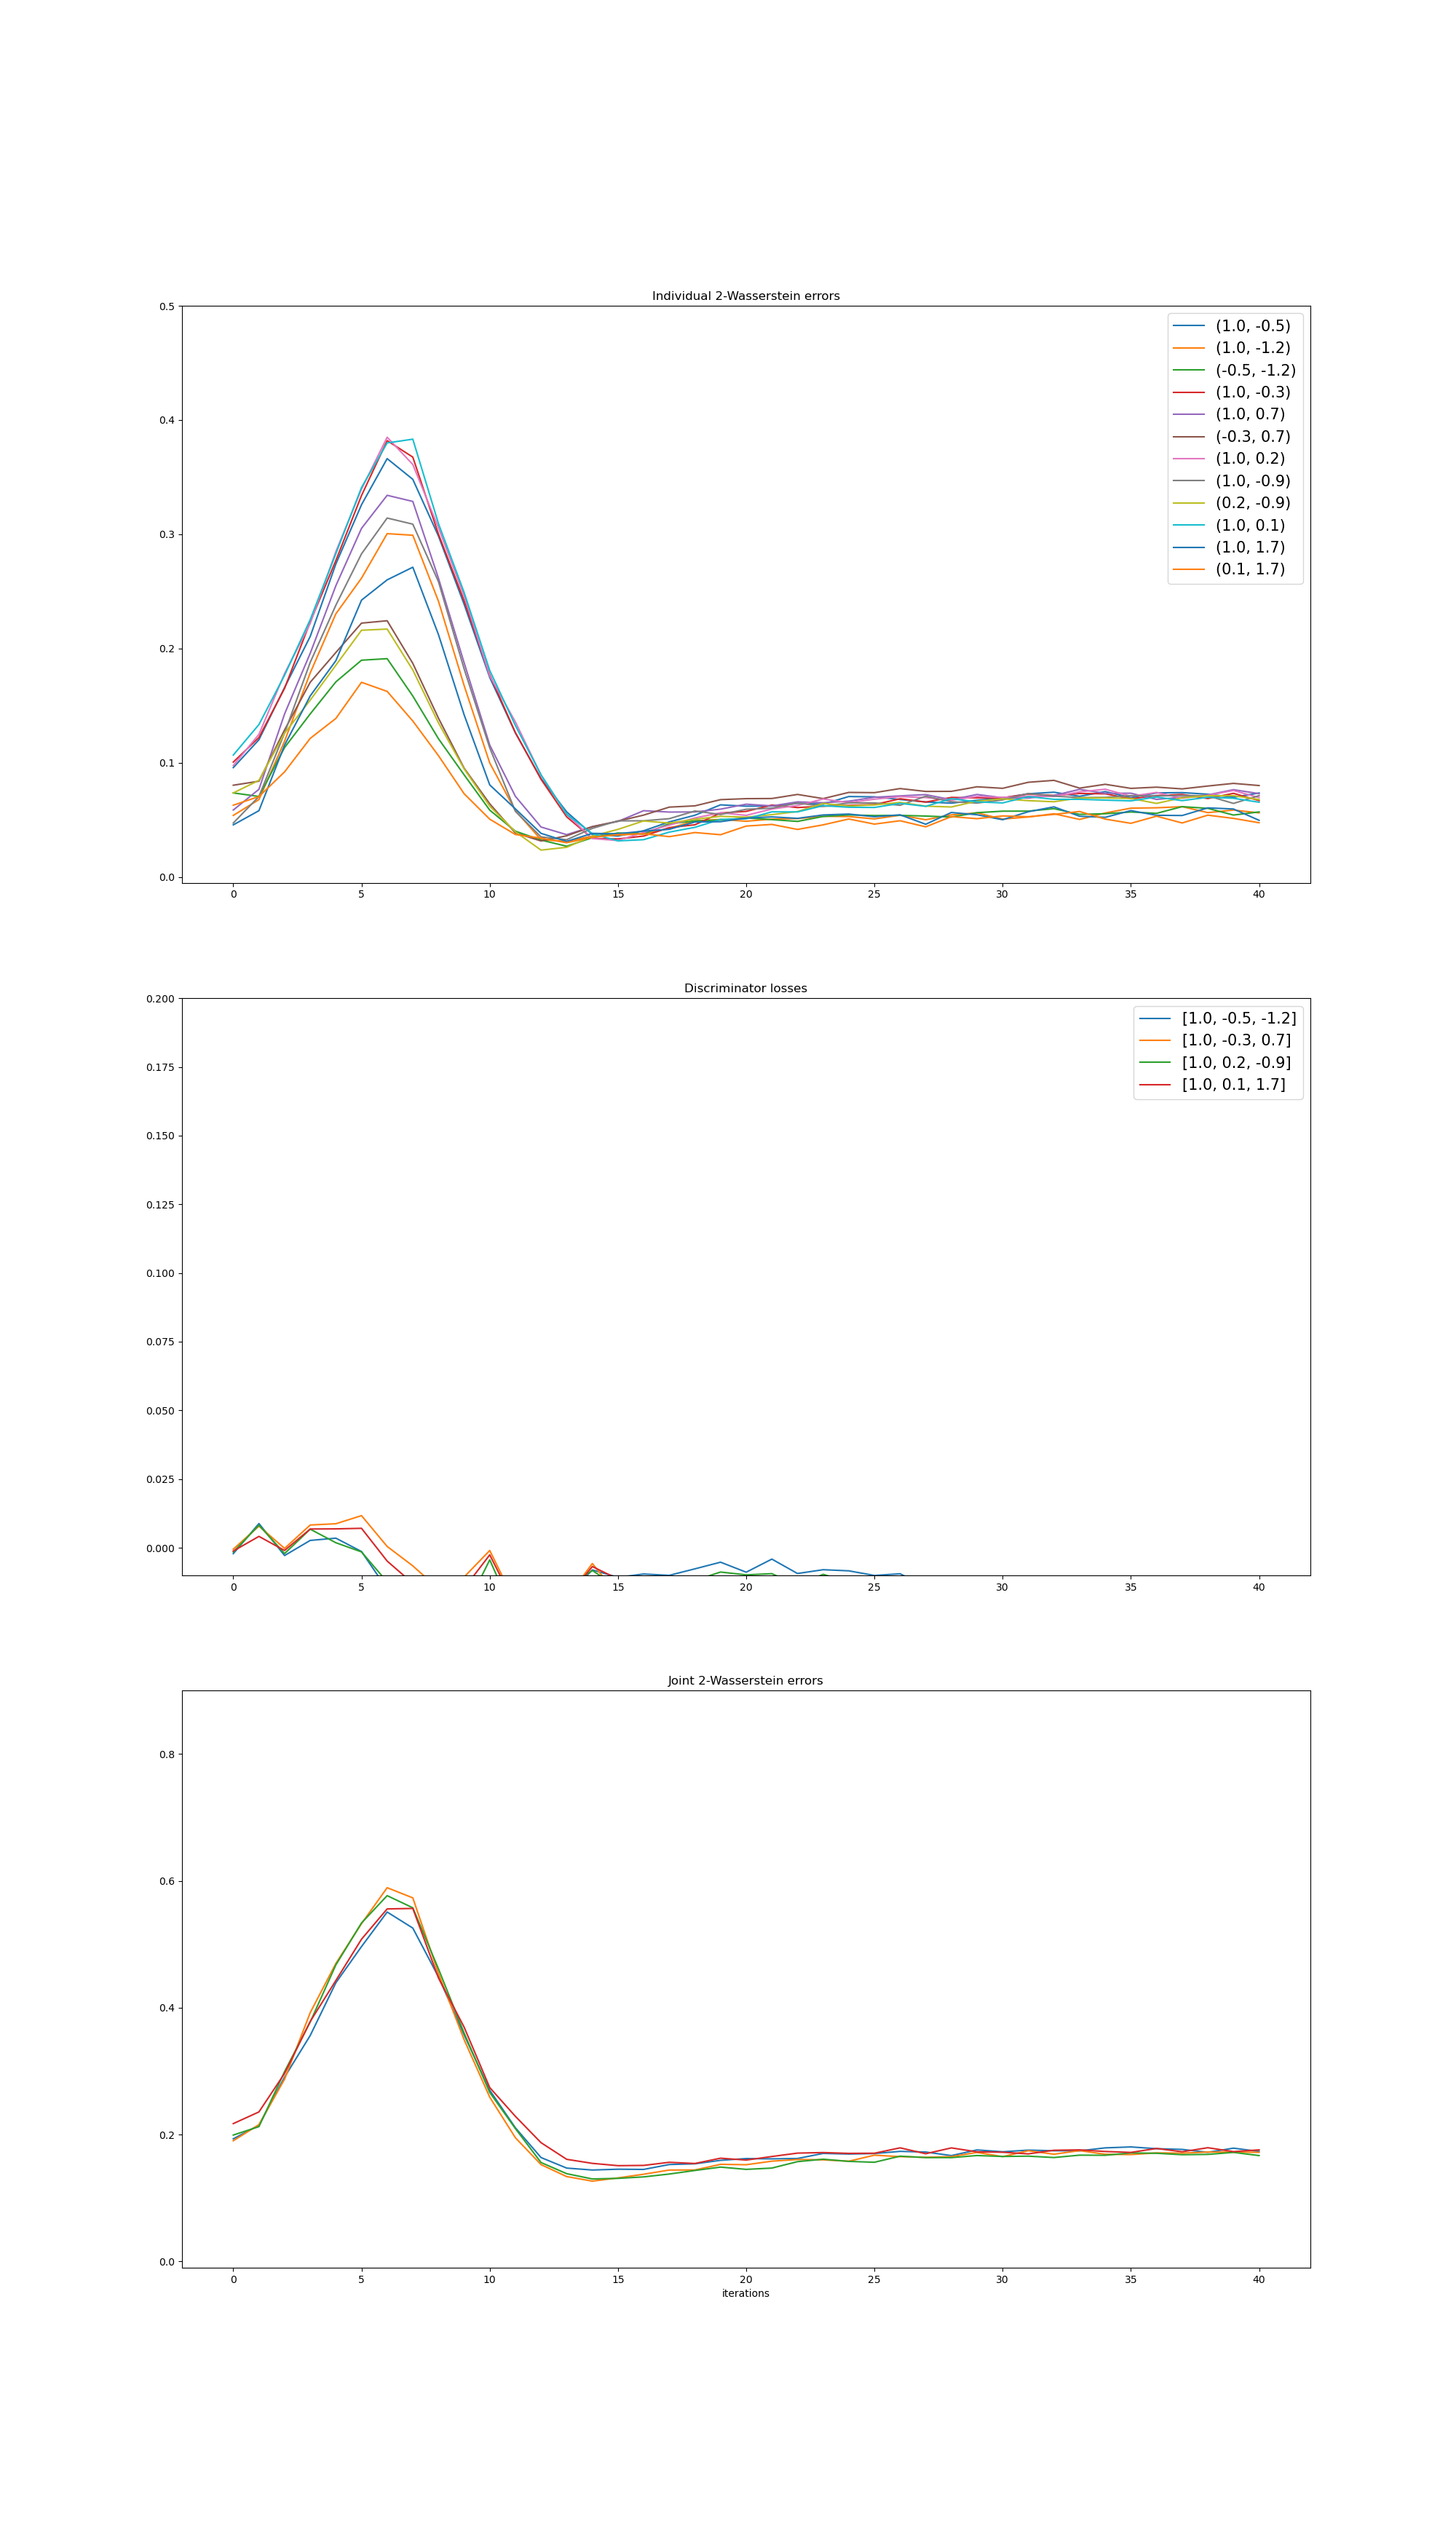 Individual 2-Wasserstein errors
0.5
0.4
0.3
0.2
0.1
0.0
(1.0, -0.5)
(1.0, -1.2)
(-0.5, -1.2)
(1.0, -0.3)
(1.0, 0.7)
(-0.3, 0.7)
(1.0, 0.2)
(1.0, -0.9)
(0.2, -0.9)
(1.0, 0.1)
(1.0, 1.7)
(0.1, 1.7)
0 5 10 15 20 25 30 35 40
Discriminator losses
0.200
0.175
0.150
0.125
0.100
0.075
0.050
0.025
0.000
[1.0, -0.5, -1.2]
[1.0, -0.3, 0.7]
[1.0, 0.2, -0.9]
[1.0, 0.1, 1.7]
0 5 10 15 20 25 30 35 40
Joint 2-Wasserstein errors
0.8
0.6
0.4
0.2
0.0
0 5 10 15 20 25 30 35 40
iterations